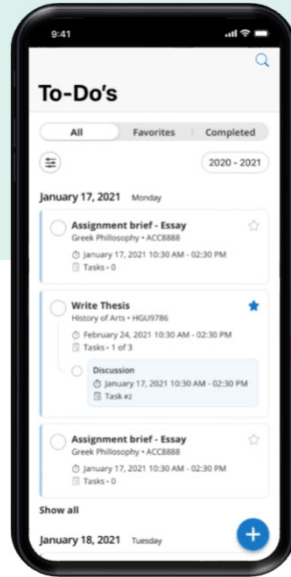 9:41
To-Do's
All Favorites Completed
2020 - 2021
January 17, 2021 Monday
Assignment brief - Essay
Greek Phillosophy • ACC8888
January 17, 2021 10:30 AM - 02:30 PM
Tasks • 0
Write Thesis
History of Arts • HGU9786
February 24, 2021 10:30 AM - 02:30 PM
Tasks • 1 of 3
Discussion
January 17, 2021 10:30 AM - 02:30 PM
Task #2
Assignment brief - Essay
Greek Phillosophy • ACC8888
January 17, 2021 10:30 AM - 02:30 PM
Tasks • 0
Show all
January 18, 2021 Tuesday